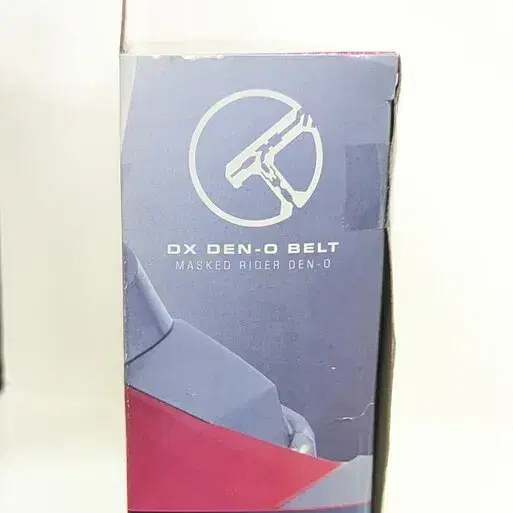 DX DEN-O BELT
MASKED RIDER DEN-O